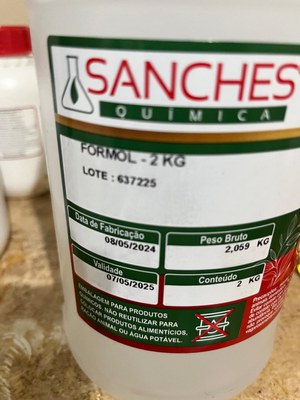 SANCHES
QUÍMICA
FORMOL - 2 KG
LOTE : 637225
Data de Fabricação
08/05/2024
Peso Bruto
2,059 KG
Validade
07/05/2025
Conteúdo
2 KG
EMBALAGEM PARA PRODUTOS
QUÍMICOS NÃO REUTILIZAR PARA
COLOCAR PRODUTOS ALIMENTÍCIOS,
RAÇÃO ANIMAL OU ÁGUA POTÁVEL.